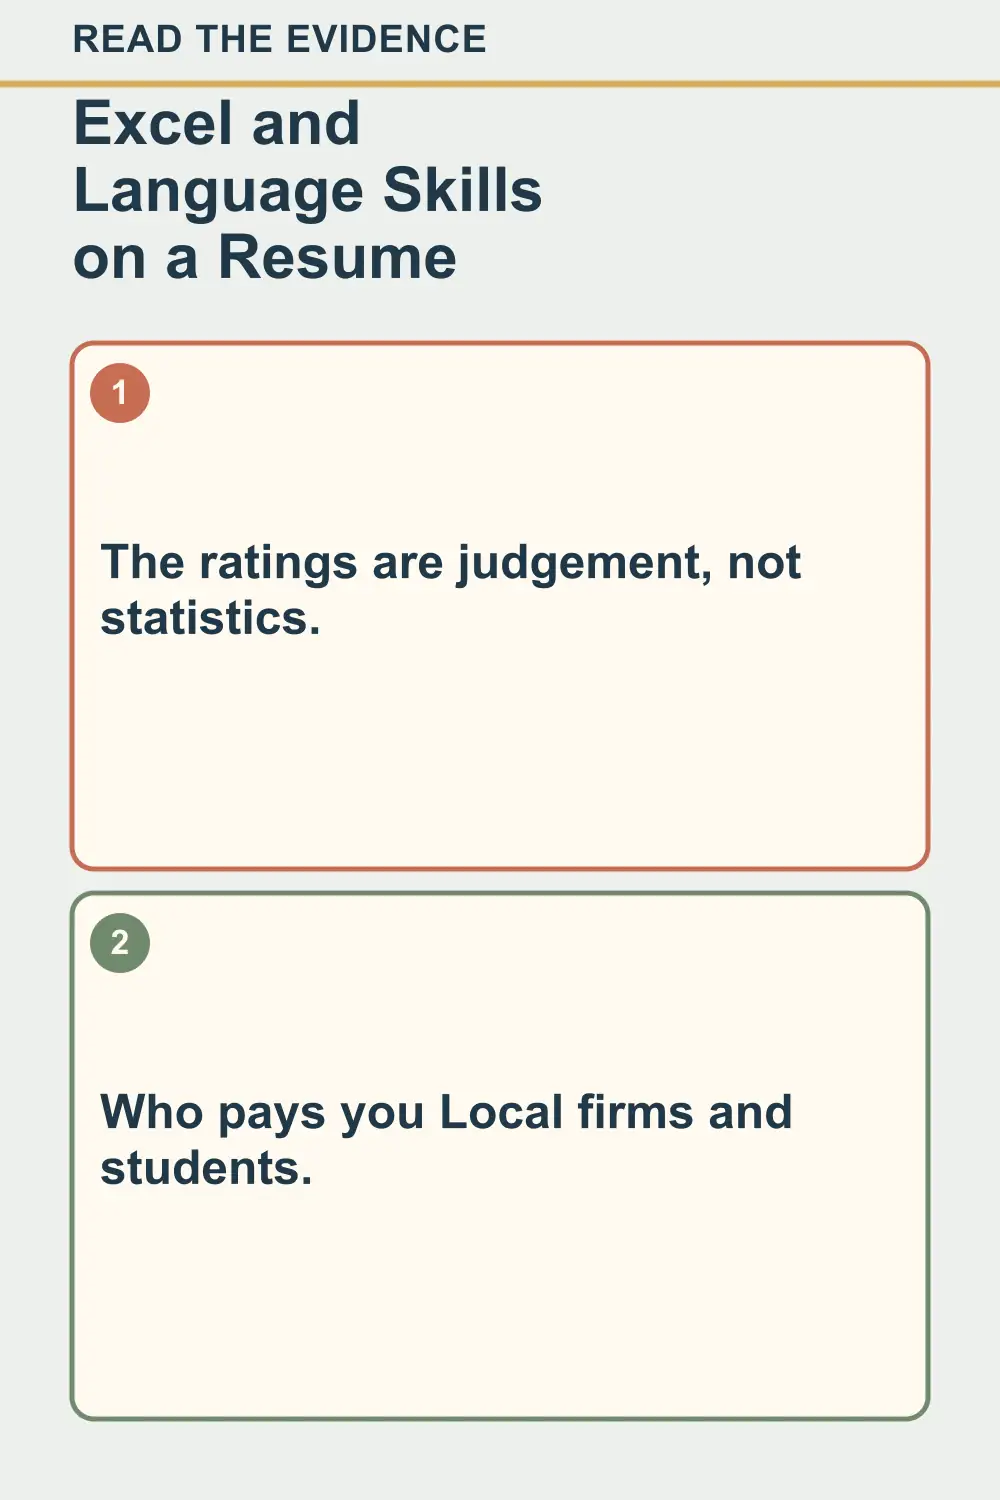 READ THE EVIDENCE
Excel and
Language Skills
on a Resume
1
The ratings are judgement, not
statistics.
2
Who pays you Local firms and
students.